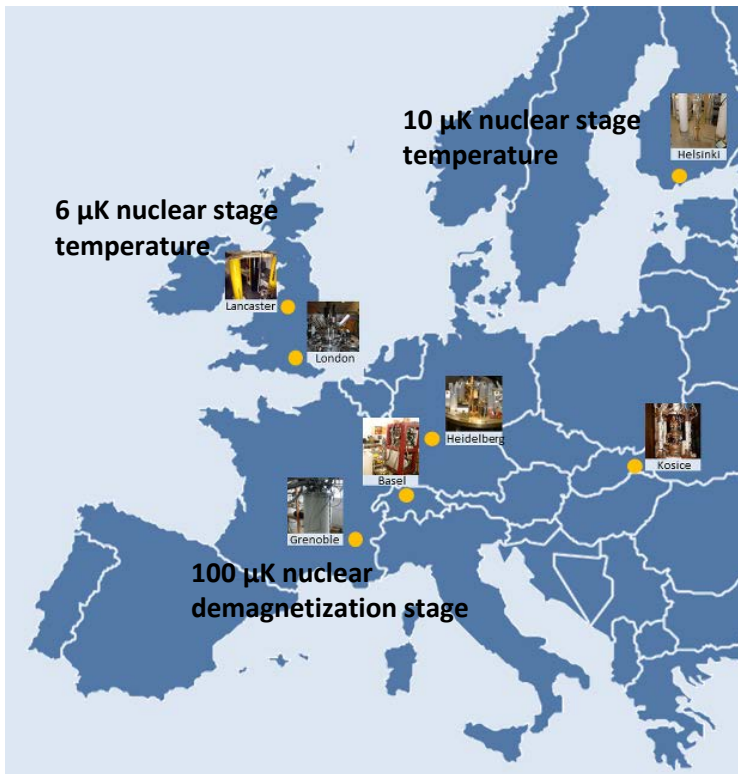 10 μK nuclear stage
temperature
Helsinki
6 μK nuclear stage
temperature
Lancaster
London
Heidelberg
Basel
Kosice
Grenoble
100 μK nuclear
demagnetization stage